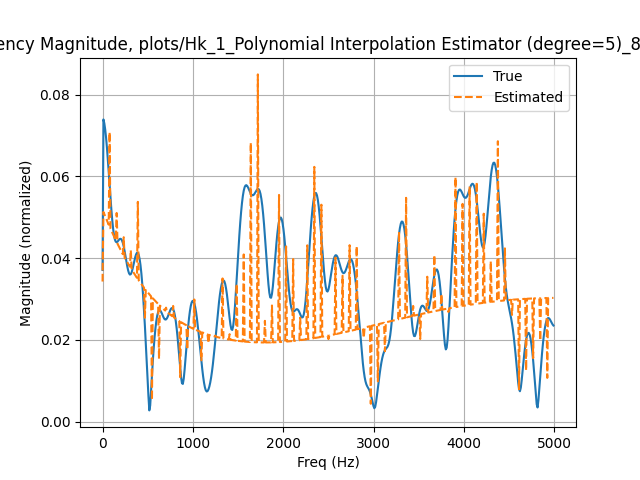 ency Magnitude, plots/Hk_1_Polynomial Interpolation Estimator (degree=5)_8
True
Estimated
Magnitude (normalized)
0.08
0.06
0.04
0.02
0.00
0 1000 2000 3000 4000 5000
Freq (Hz)